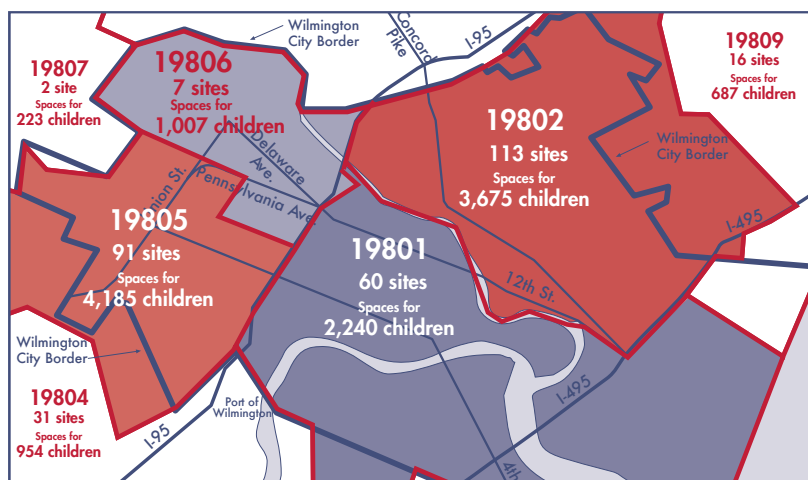 Wilmington
City Border
Concord
Pike
I-95
19809
16 sites
Spaces for
687 children
19807
2 site
Spaces for
223 children
19806
7 sites
Spaces for
1,007 children
19802
113 sites
Spaces for
3,675 children
Wilmington
City Border
Delaware
Ave.
Pennsylvania Ave.
Union St.
19805
91 sites
Spaces for
4,185 children
19801
60 sites
Spaces for
2,240 children
I-495
12th St.
Wilmington
City Border
19804
31 sites
Spaces for
954 children
I-95
Port of
Wilmington
I-495
4th